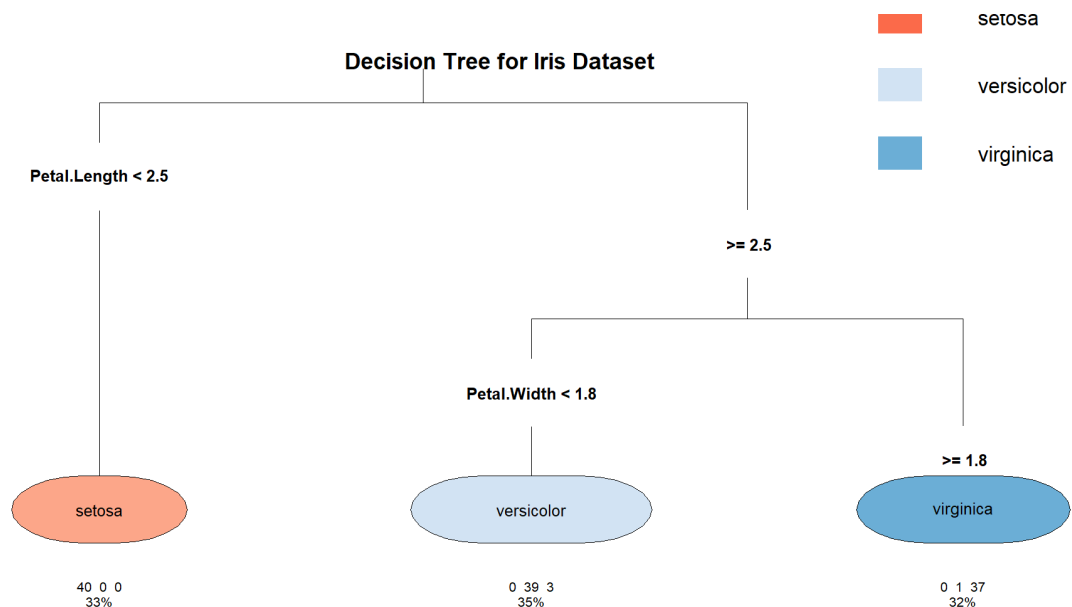 setosa
Decision Tree for Iris Dataset
versicolor
virginica
Petal.Length < 2.5
>= 2.5
Petal.Width < 1.8
>= 1.8
setosa
versicolor
virginica
40 0 0
33%
0 39 3
35%
0 1 37
32%